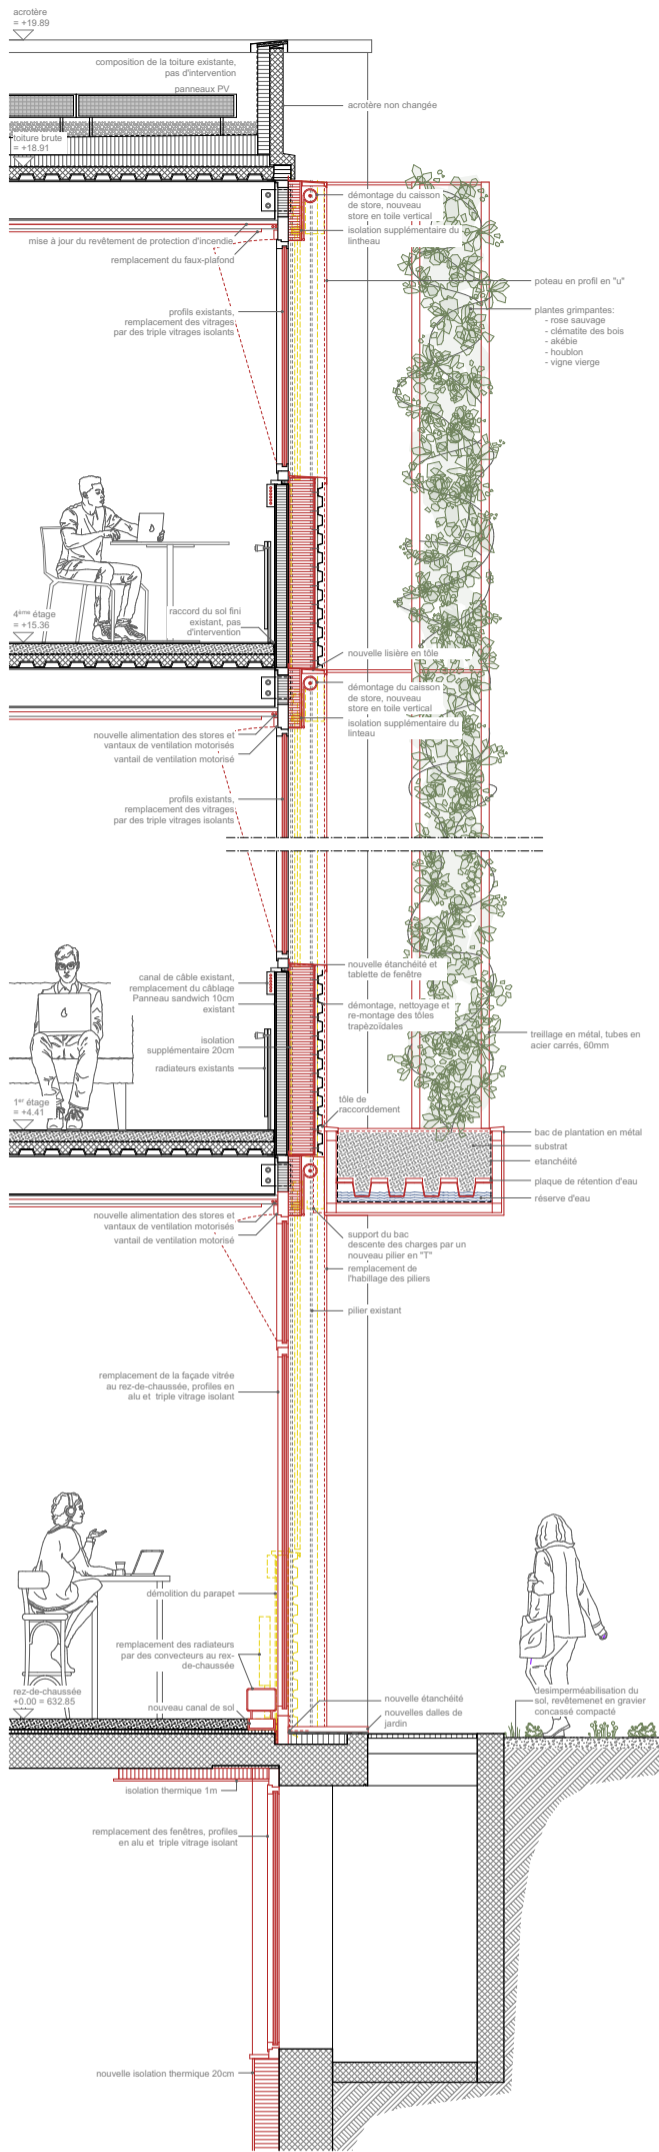 acrotère
= +19.89
composition de la toiture existante,
pas d'intervention
panneaux PV
acrotère non changée
toiture brute
= +18.91
démontage du caisson
de store, nouveau
store en toile vertical
isolation supplémentaire du
lintheau
mise à jour du revêtement de protection d'incendie
remplacement du faux-plafond
poteau en profil en "u"
profils existants,
remplacement des vitrages
par des triple vitrages isolants
plantes grimpantes:
- rose sauvage
- clématite des bois
- akébie
- houblon
- vigne vierge
4ème étage
= +15.36
raccord du sol fini
existant, pas
d'intervention
nouvelle lisière en tôle
démontage du caisson
de store, nouveau
store en toile vertical
isolation supplémentaire du
linteau
nouvelle alimentation des stores et
vantaux de ventilation motorisés
vantail de ventilation motorisé
profils existants,
remplacement des vitrages
par des triple vitrages isolants
nouvelle étanchéité et
tablette de fenêtre
canal de câble existant,
remplacement du câblage
Panneau sandwich 10cm
existant
démontage, nettoyage et
re-montage des tôles
trapèzoïdales
isolation
supplémentaire 20cm
radiateurs existants
treillage en métal, tubes en
acier carrés, 60mm
1er étage
= +4.41
tôle de
raccorddement
bac de plantation en métal
substrat
etanchéité
plaque de rétention d'eau
réserve d'eau
nouvelle alimentation des stores et
vantaux de ventilation motorisés
vantail de ventilation motorisé
support du bac
descente des charges par un
nouveau pilier en "T"
remplacement de
l'habillage des piliers
pilier existant
remplacement de la façade vitrée
au rez-de-chaussée, profiles en
alu et triple vitrage isolant
démolition du parapet
remplacement des radiateurs
par des convecteurs au rex-
de-chaussée
rez-de-chaussée
+0.00 = 632.85
nouveau canal de sol
nouvelle étanchéité
nouvelles dalles de
jardin
desimperméabilisation du
sol, revêtemenet en gravier
concassé compacté
isolation thermique 1m
remplacement des fenêtres, profiles
en alu et triple vitrage isolant
nouvelle isolation thermique 20cm